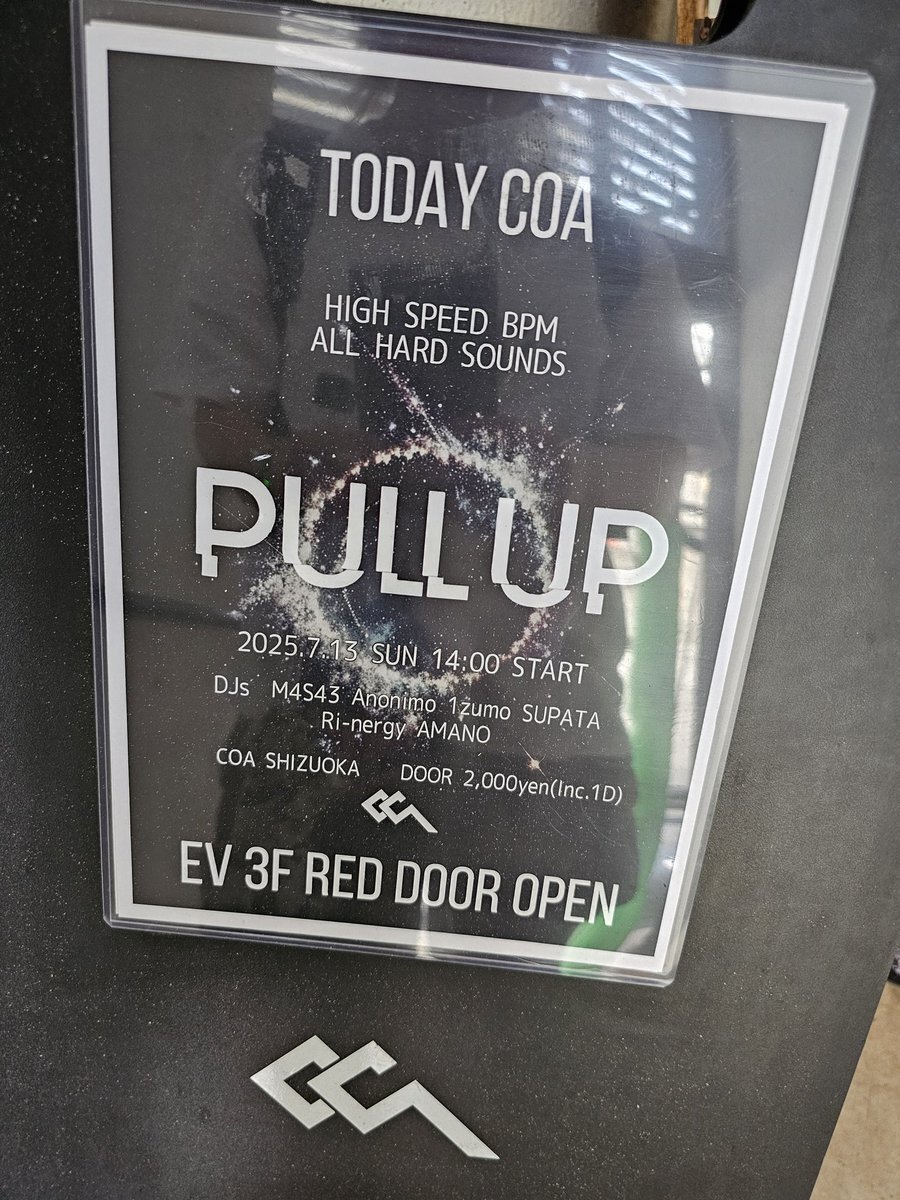 TODAY COA
HIGH SPEED BPM
ALL HARD SOUNDS
PULL UP
2025.7.13 SUN 14:00 START
DJs M4S43 Anonimo 1zumo SUPATA
Ri-nergy AMANO
COA SHIZUOKA DOOR 2,000yen(Inc.1D)
EV 3F RED DOOR OPEN